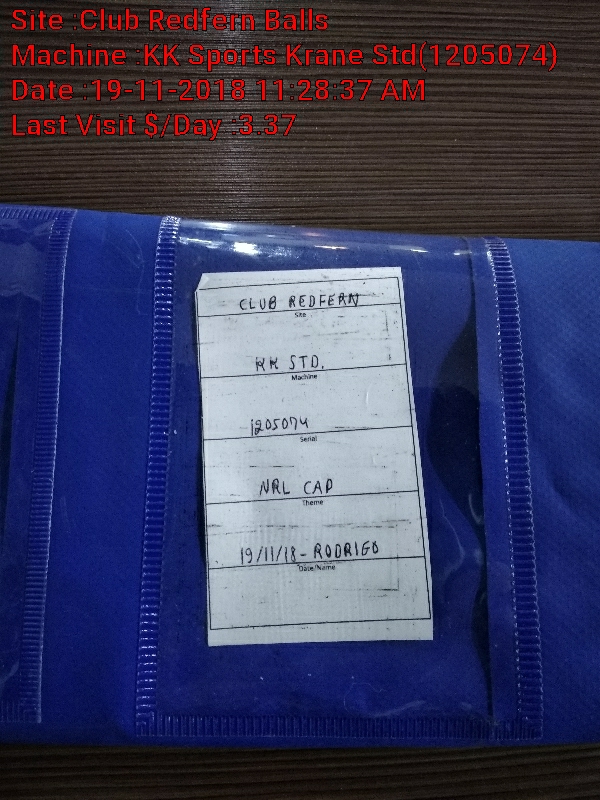 Site :Club Redfern Balls
Machine :KK Sports Krane Std(1205074)
Date :19-11-2018 11:28:37 AM
Last Visit $/Day :3.37
CLUB REDFERN
Site
KK STD.
Machine
1205074
Serial
NRL CAP
Theme
19/11/18 - RODRIGO
Date/Name